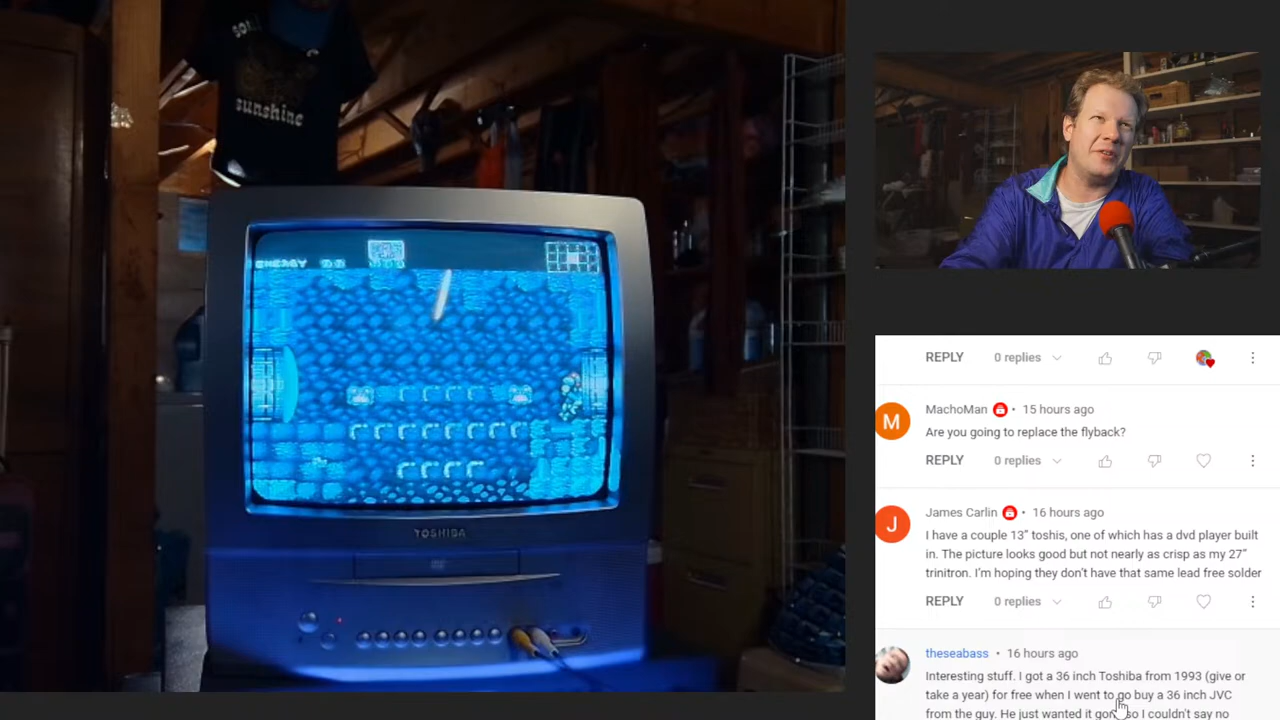 sunshine
ENERGY
TOSHIBA
REPLY 0 replies
MachoMan • 15 hours ago
Are you going to replace the flyback?
REPLY 0 replies
M
James Carlin • 16 hours ago
J
I have a couple 13” toshis, one of which has a dvd player built
in. The picture looks good but not nearly as crisp as my 27”
trinitron. I’m hoping they don’t have that same lead free solder
REPLY 0 replies
theseabass • 16 hours ago
Interesting stuff. I got a 36 inch Toshiba from 1993 (give or
take a year) for free when I went to go buy a 36 inch JVC
from the guy. He just wanted it so I couldn't say no